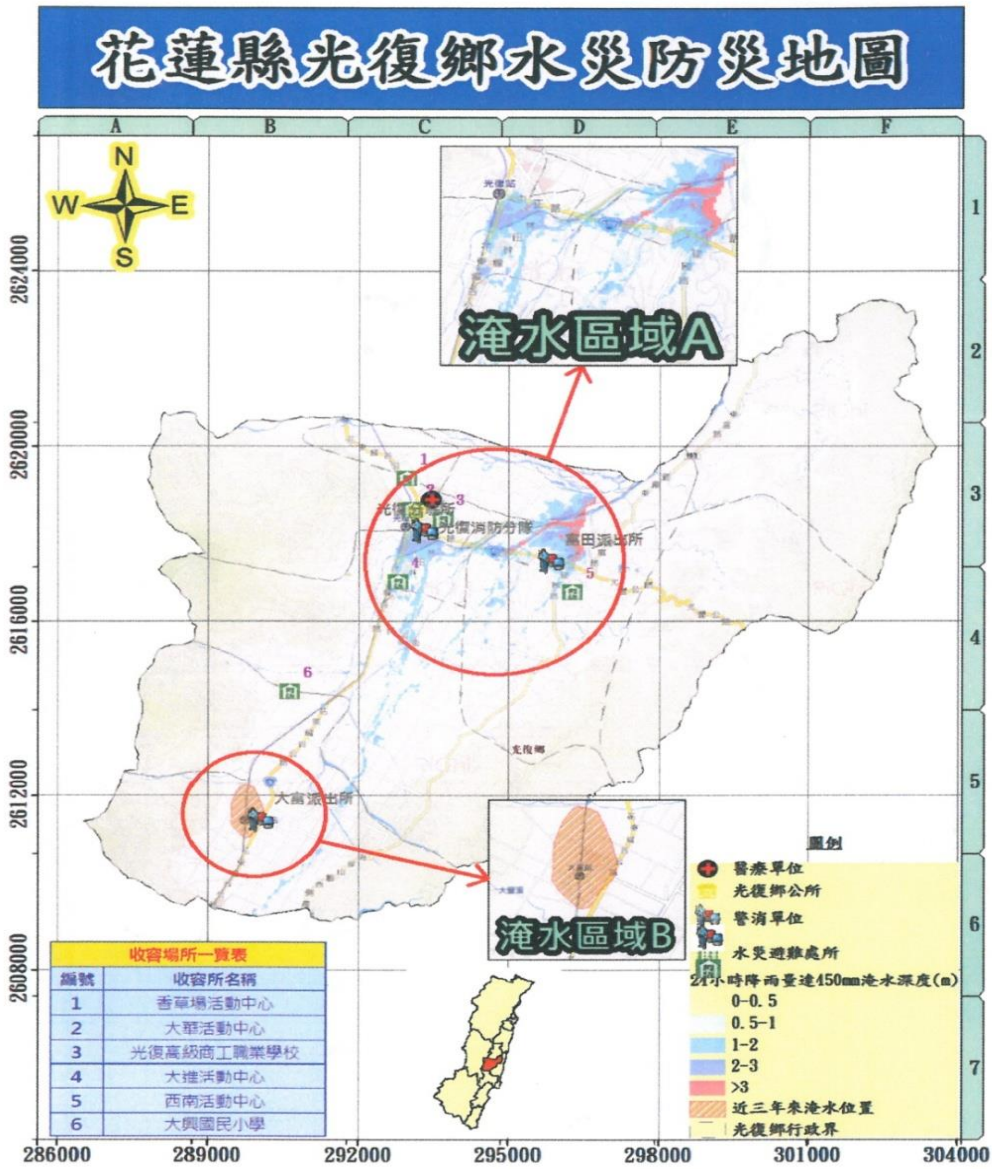 花蓮縣光復鄉水災防災地圖
A B C D E F
N
W E
S
1
2
3
4
5
6
7
2624000
2620000
2616000
2612000
2608000
光復站
淹水區域A
1
2
3
光復消防分隊
富田派出所
4
5
6
光復鄉
大富派出所
淹水區域B
圖例
醫療單位
光復鄉公所
警消單位
水災避難處所
24小時降雨量達450mm淹水深度(m)
0-0.5
0.5-1
1-2
2-3
>3
近三年來淹水位置
光復鄉行政界
收容場所一覽表
編號 收容所名稱
1 香草場活動中心
2 大華活動中心
3 光復高級商工職業學校
4 大進活動中心
5 西南活動中心
6 大興國民小學
286000 289000 292000 295000 298000 301000 304000